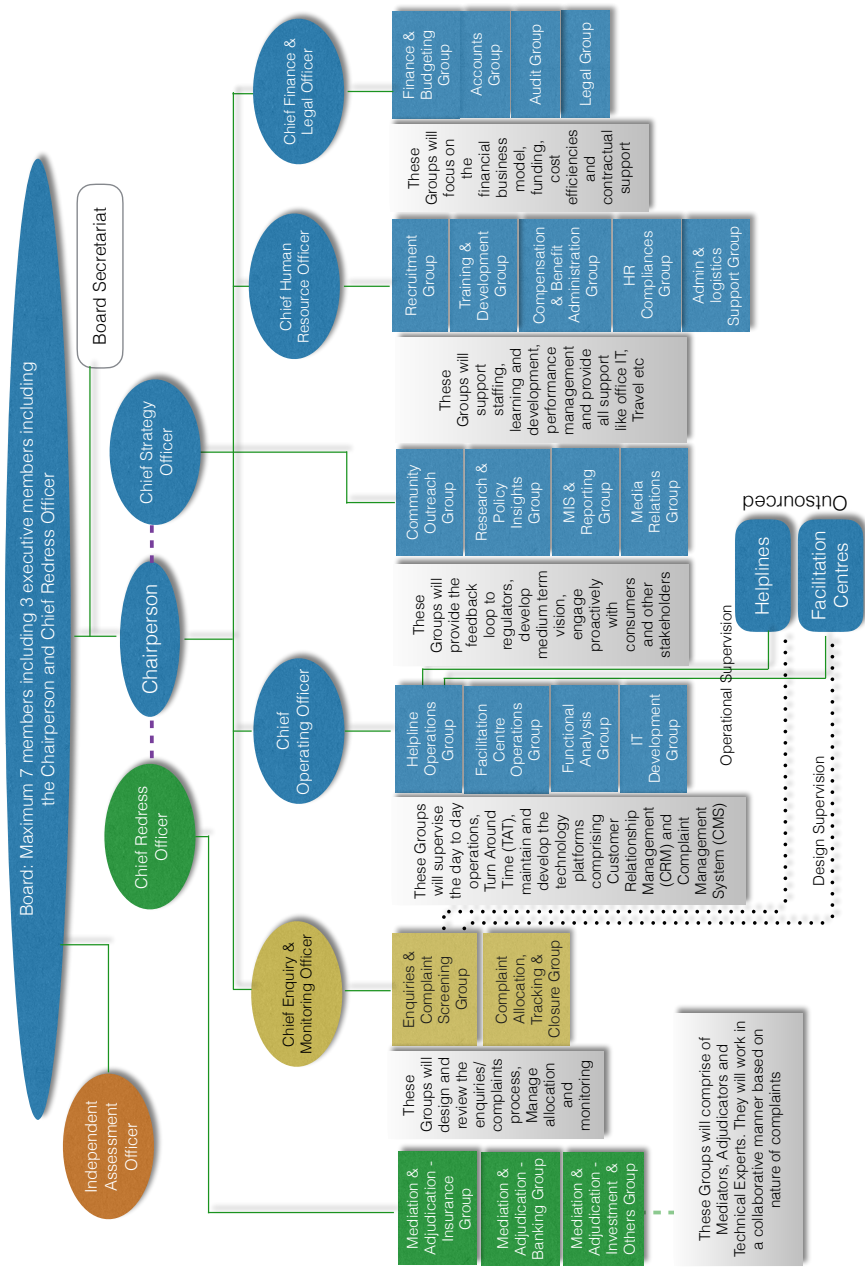 Board: Maximum 7 members including 3 executive members including
the Chairperson and Chief Redress Officer
Board Secretariat
Independent
Assessment
Officer
Chief Redress
Officer
Chairperson
Chief Strategy
Officer
Chief Enquiry &
Monitoring Officer
Chief
Operating Officer
Chief Human
Resource Officer
Chief Finance &
Legal Officer
Mediation &
Adjudication -
Insurance
Group
Mediation &
Adjudication -
Banking Group
Mediation &
Adjudication -
Investment &
Others Group
These Groups will comprise of
Mediators, Adjudicators and
Technical Experts. They will work in
a collaborative manner based on
nature of complaints
These
Groups will
design and
review the
enquiries/
complaints
process,
Manage
allocation
and
monitoring
Enquiries &
Complaint
Screening
Group
Complaint
Allocation,
Tracking &
Closure Group
These Groups
will supervise
the day to day
operations,
Turn Around
Time (TAT),
maintain and
develop the
technology
platforms
comprising
Customer
Relationship
Management
(CRM) and
Complaint
Management
System (CMS)
Helpline
Operations
Group
Facilitation
Centre
Operations
Group
Functional
Analysis
Group
IT
Development
Group
Design Supervision
Operational Supervision
Helplines
Facilitation
Centres
Outsourced
These
Groups will
provide the
feedback
loop to
regulators,
develop
medium term
vision,
engage
proactively
with
consumers
and other
stakeholders
Community
Outreach
Group
Research &
Policy
Insights
Group
MIS &
Reporting
Group
Media
Relations
Group
These
Groups will
support
staffing,
learning and
development,
performance
management
and provide
all support
like office IT,
Travel etc
Recruitment
Group
Training &
Development
Group
Compensation
& Benefit
Administration
Group
HR
Compliances
Group
Admin &
logistics
Support Group
These
Groups will
focus on
the
financial
business
model,
funding,
cost
efficiencies
and
contractual
support
Finance &
Budgeting
Group
Accounts
Group
Audit Group
Legal Group